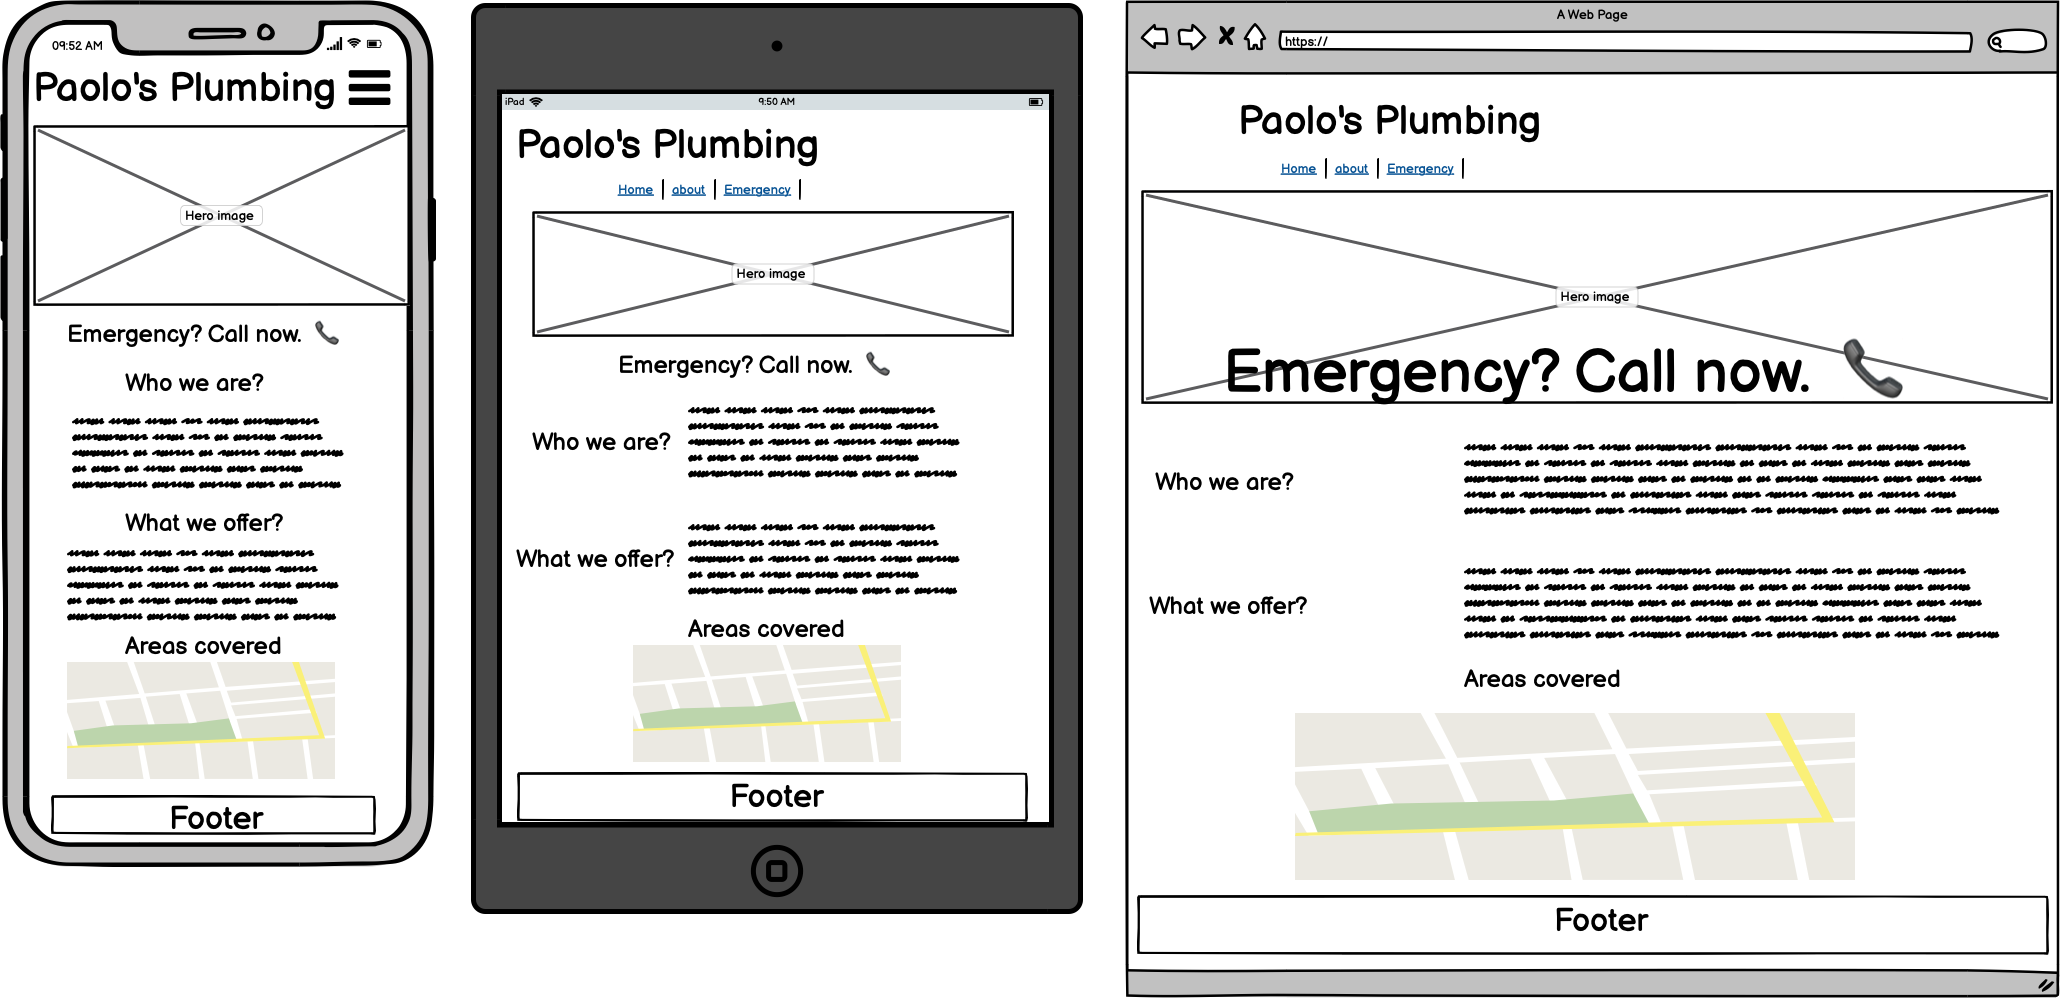 09:52 AM
Paolo's Plumbing
Hero image
Emergency? Call now.
Who we are?
What we offer?
Areas covered
Footer
iPad
9:50 AM
Paolo's Plumbing
Home | about | Emergency |
Hero image
Emergency? Call now.
Who we are?
What we offer?
Areas covered
Footer
A Web Page
https://
Paolo's Plumbing
Home | about | Emergency |
Hero image
Emergency? Call now.
Who we are?
What we offer?
Areas covered
Footer